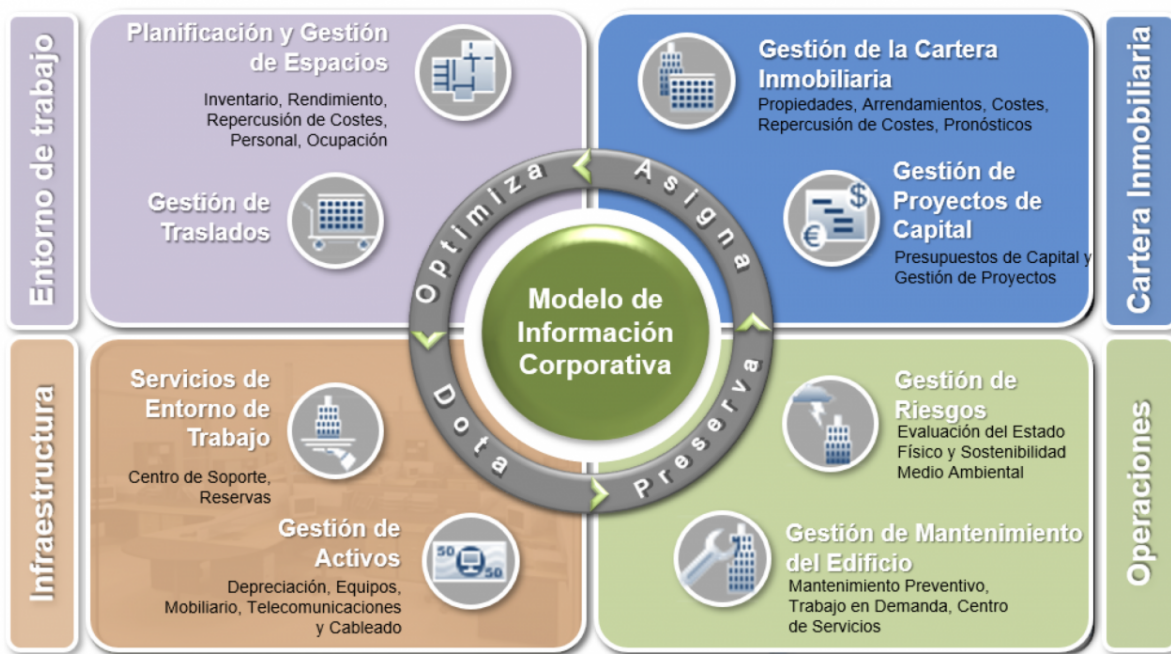 Entorno de trabajo
Planificación y Gestión
de Espacios
Inventario, Rendimiento,
Repercusión de Costes,
Personal, Ocupación
Gestión de
Traslados
Gestión de la Cartera
Inmobiliaria
Propiedades, Arrendamientos, Costes,
Repercusión de Costes, Pronósticos
$
€
Gestión de
Proyectos de
Capital
Presupuestos de Capital y
Gestión de Proyectos
Cartera Inmobiliaria
Optimiza
Asigna
Dota
Preserva
Modelo de
Información
Corporativa
Infraestructura
Servicios de
Entorno de
Trabajo
Centro de Soporte,
Reservas
Gestión de
Activos
50
50
Depreciación, Equipos,
Mobiliario, Telecomunicaciones
y Cableado
Gestión de
Riesgos
Evaluación del Estado
Físico y Sostenibilidad
Medio Ambiental
Gestión de Mantenimiento
del Edificio
Mantenimiento Preventivo,
Trabajo en Demanda, Centro
de Servicios
Operaciones